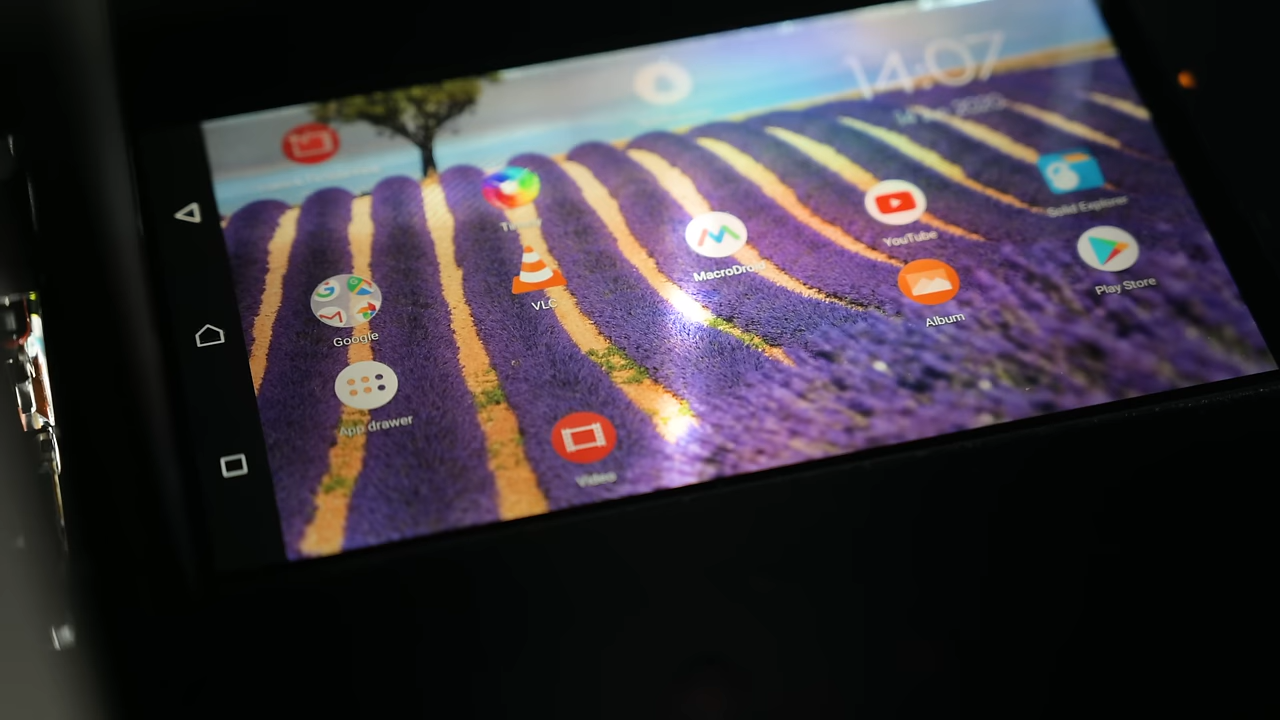 14:07
Solid Explorer
YouTube
MacroDroid
VLC
Play Store
Album
Google
App drawer
Video